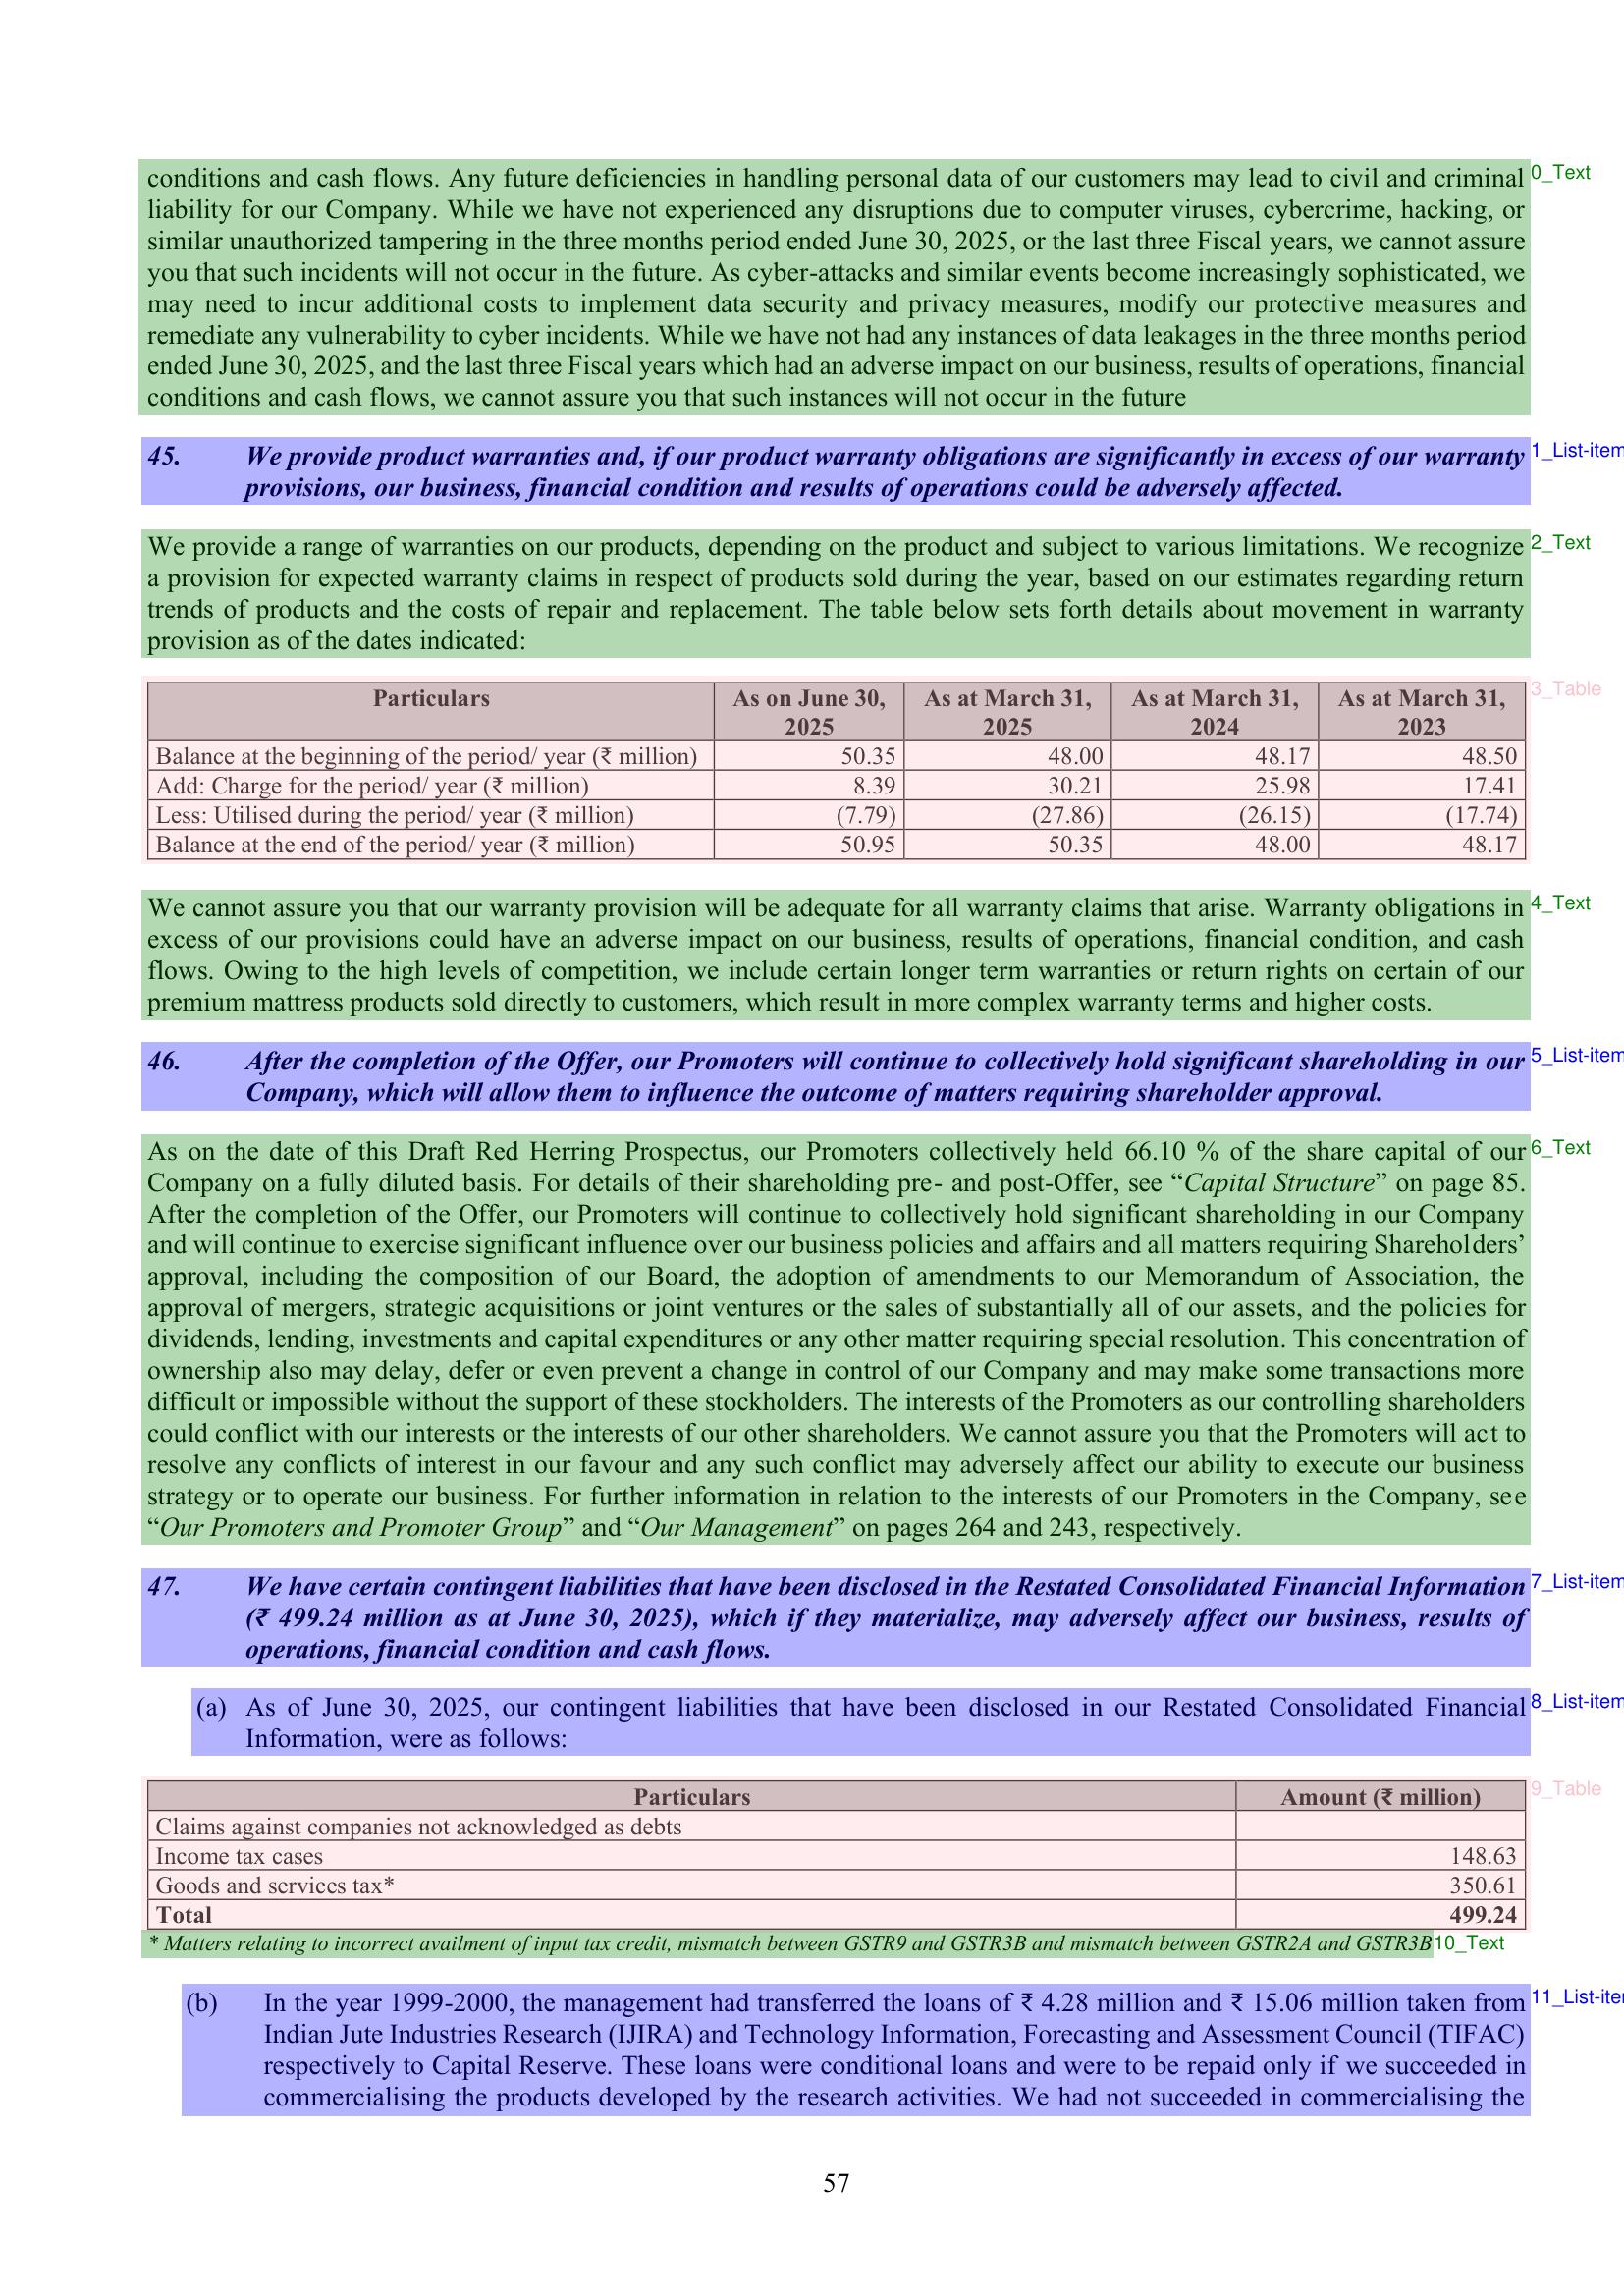 conditions and cash flows. Any future deficiencies in handling personal data of our customers may lead to civil and criminal 0_Text
liability for our Company. While we have not experienced any disruptions due to computer viruses, cybercrime, hacking, or
similar unauthorized tampering in the three months period ended June 30, 2025, or the last three Fiscal years, we cannot assure
you that such incidents will not occur in the future. As cyber-attacks and similar events become increasingly sophisticated, we
may need to incur additional costs to implement data security and privacy measures, modify our protective measures and
remediate any vulnerability to cyber incidents. While we have not had any instances of data leakages in the three months period
ended June 30, 2025, and the last three Fiscal years which had an adverse impact on our business, results of operations, financial
conditions and cash flows, we cannot assure you that such instances will not occur in the future
45. We provide product warranties and, if our product warranty obligations are significantly in excess of our warranty 1_List-item
provisions, our business, financial condition and results of operations could be adversely affected.
We provide a range of warranties on our products, depending on the product and subject to various limitations. We recognize 2_Text
a provision for expected warranty claims in respect of products sold during the year, based on our estimates regarding return
trends of products and the costs of repair and replacement. The table below sets forth details about movement in warranty
provision as of the dates indicated:
Particulars As on June 30, 2025 As at March 31, 2025 As at March 31, 2024 As at March 31, 2023 3_Table
Balance at the beginning of the period/ year (₹ million) 50.35 48.00 48.17 48.50
Add: Charge for the period/ year (₹ million) 8.39 30.21 25.98 17.41
Less: Utilised during the period/ year (₹ million) (7.79) (27.86) (26.15) (17.74)
Balance at the end of the period/ year (₹ million) 50.95 50.35 48.00 48.17
We cannot assure you that our warranty provision will be adequate for all warranty claims that arise. Warranty obligations in 4_Text
excess of our provisions could have an adverse impact on our business, results of operations, financial condition, and cash
flows. Owing to the high levels of competition, we include certain longer term warranties or return rights on certain of our
premium mattress products sold directly to customers, which result in more complex warranty terms and higher costs.
46. After the completion of the Offer, our Promoters will continue to collectively hold significant shareholding in our 5_List-item
Company, which will allow them to influence the outcome of matters requiring shareholder approval.
As on the date of this Draft Red Herring Prospectus, our Promoters collectively held 66.10 % of the share capital of our 6_Text
Company on a fully diluted basis. For details of their shareholding pre- and post-Offer, see “Capital Structure” on page 85.
After the completion of the Offer, our Promoters will continue to collectively hold significant shareholding in our Company
and will continue to exercise significant influence over our business policies and affairs and all matters requiring Shareholders’
approval, including the composition of our Board, the adoption of amendments to our Memorandum of Association, the
approval of mergers, strategic acquisitions or joint ventures or the sales of substantially all of our assets, and the policies for
dividends, lending, investments and capital expenditures or any other matter requiring special resolution. This concentration of
ownership also may delay, defer or even prevent a change in control of our Company and may make some transactions more
difficult or impossible without the support of these stockholders. The interests of the Promoters as our controlling shareholders
could conflict with our interests or the interests of our other shareholders. We cannot assure you that the Promoters will act to
resolve any conflicts of interest in our favour and any such conflict may adversely affect our ability to execute our business
strategy or to operate our business. For further information in relation to the interests of our Promoters in the Company, see
“Our Promoters and Promoter Group” and “Our Management” on pages 264 and 243, respectively.
47. We have certain contingent liabilities that have been disclosed in the Restated Consolidated Financial Information 7_List-item
(₹ 499.24 million as at June 30, 2025), which if they materialize, may adversely affect our business, results of
operations, financial condition and cash flows.
(a) As of June 30, 2025, our contingent liabilities that have been disclosed in our Restated Consolidated Financial 8_List-item
Information, were as follows:
Particulars Amount (₹ million) 9_Table
Claims against companies not acknowledged as debts
Income tax cases 148.63
Goods and services tax* 350.61
Total 499.24
* Matters relating to incorrect availment of input tax credit, mismatch between GSTR9 and GSTR3B and mismatch between GSTR2A and GSTR3B 10_Text
(b) In the year 1999-2000, the management had transferred the loans of ₹ 4.28 million and ₹ 15.06 million taken from 11_List-iter
Indian Jute Industries Research (IJIRA) and Technology Information, Forecasting and Assessment Council (TIFAC)
respectively to Capital Reserve. These loans were conditional loans and were to be repaid only if we succeeded in
commercialising the products developed by the research activities. We had not succeeded in commercialising the
57